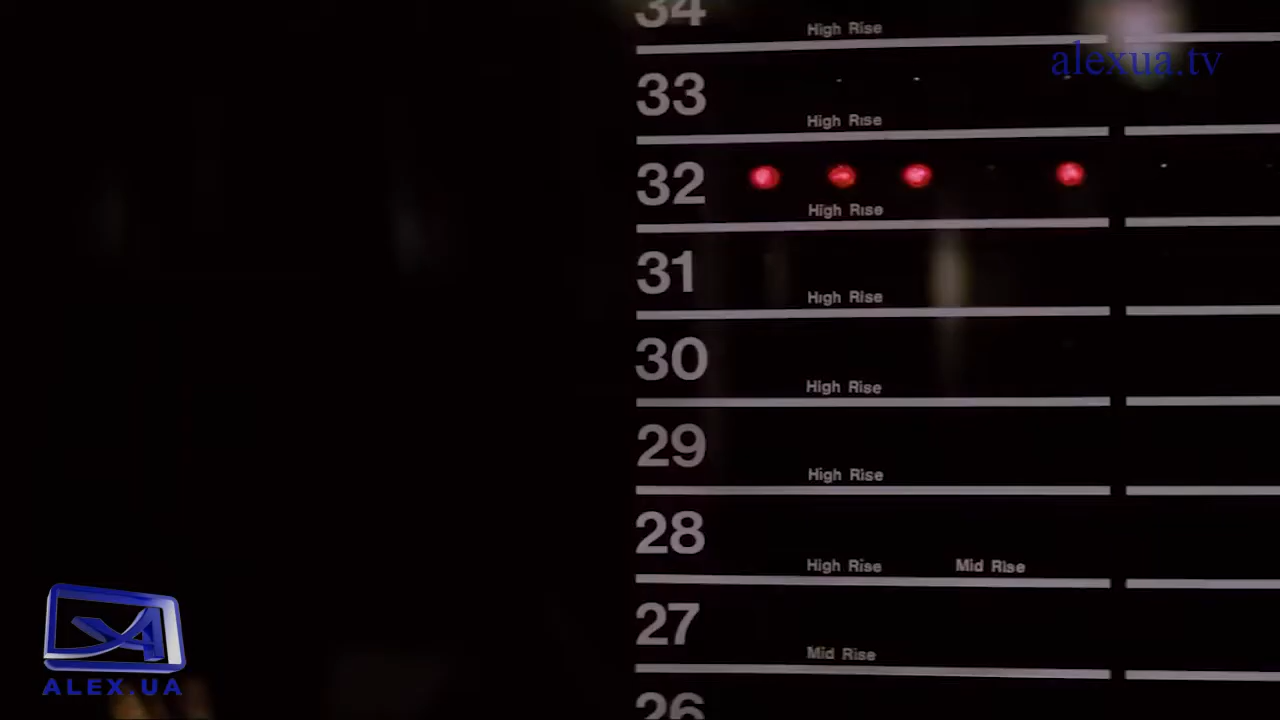 34
High Rise
alexua.tv
33
High Rise
32
High Rise
31
High Rise
30
High Rise
29
High Rise
28
High Rise Mid Rise
27
Mid Rise
26
ALEX.UA